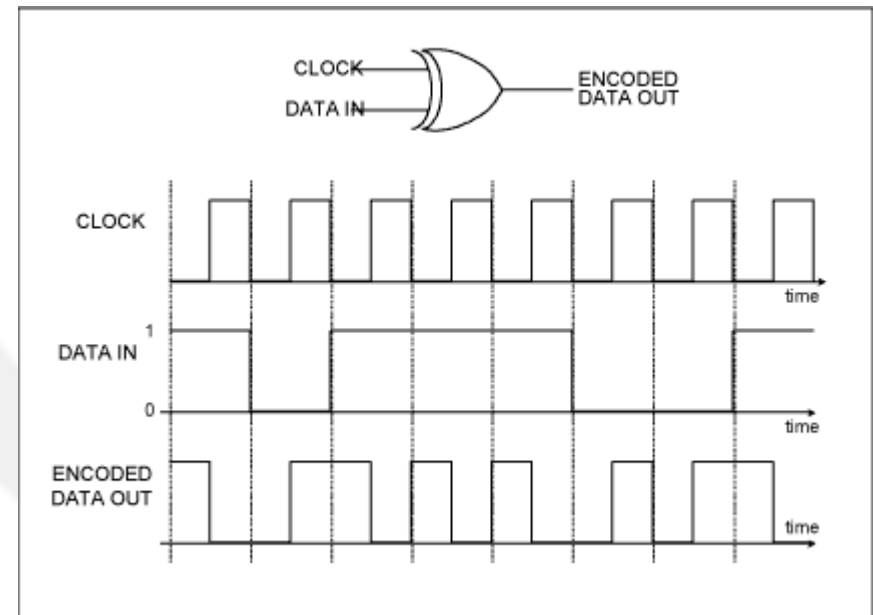 CLOCK
DATA IN
ENCODED
DATA OUT
CLOCK
time
1
DATA IN
0
time
ENCODED
DATA OUT
time